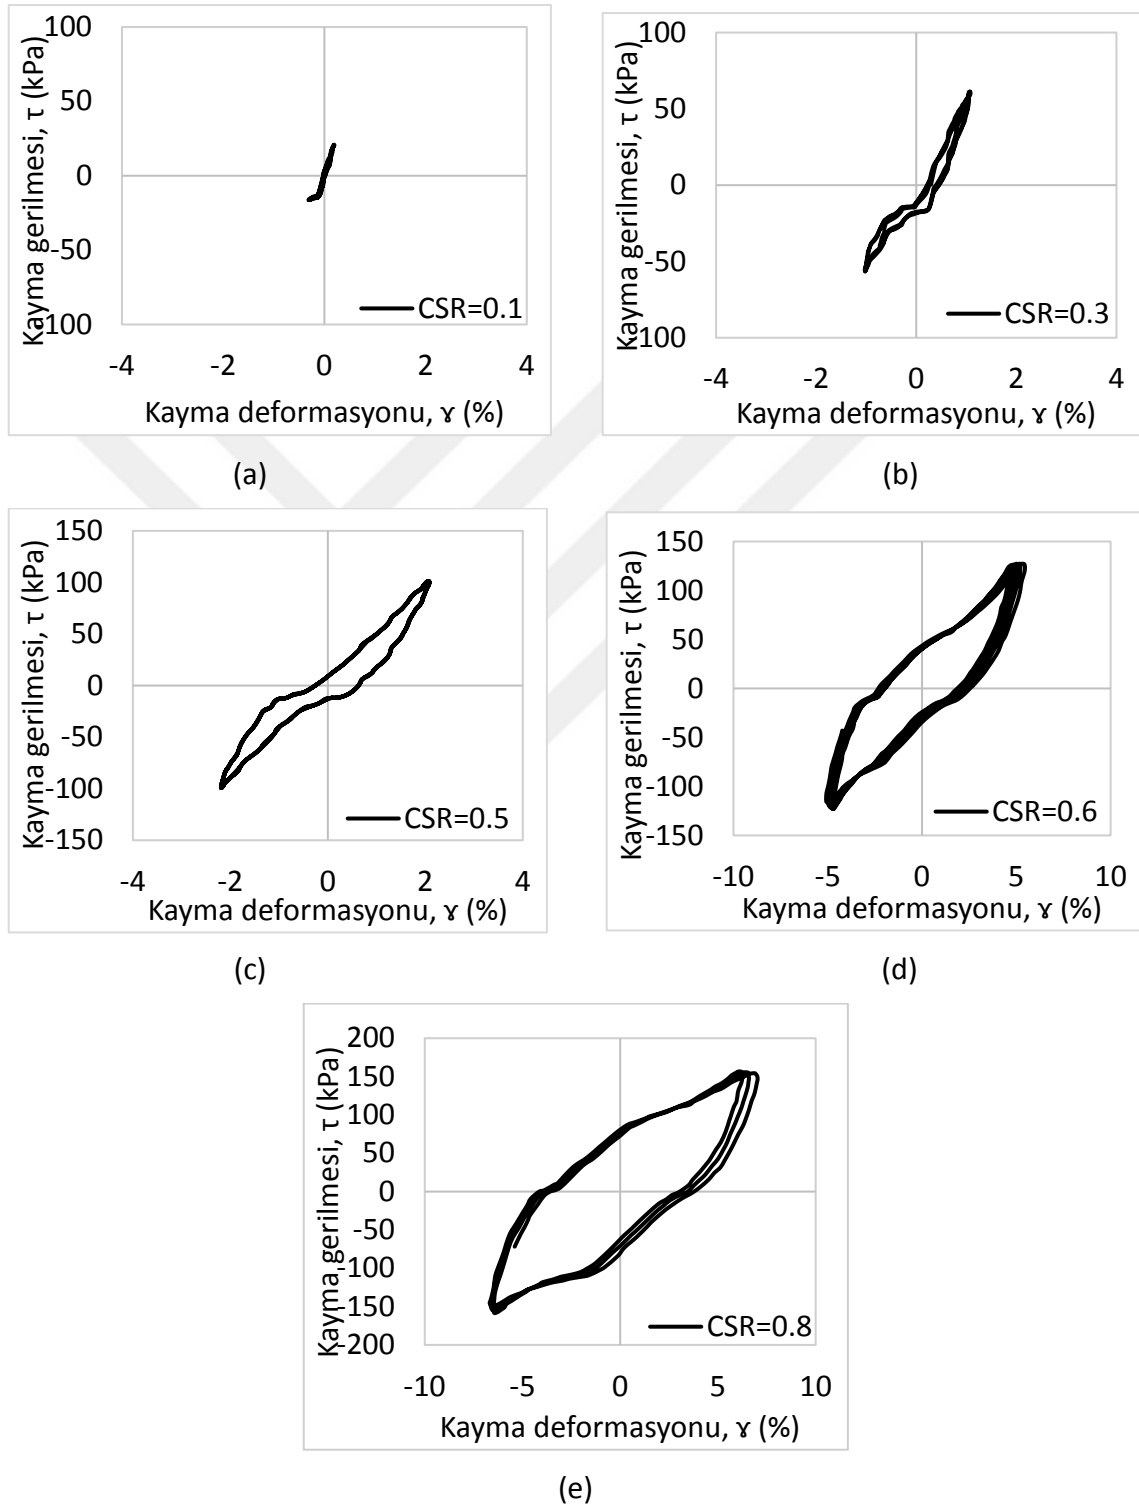 100
50
0
-50
-100
Kayma gerilmesi, τ (kPa)
CSR=0.1
-4 -2 0 2 4
Kayma deformasyonu, ɤ (%)
(a)
100
50
0
-50
-100
Kayma gerilmesi, τ (kPa)
CSR=0.3
-4 -2 0 2 4
Kayma deformasyonu, ɤ (%)
(b)
150
100
50
0
-50
-100
-150
Kayma gerilmesi, τ (kPa)
CSR=0.5
-4 -2 0 2 4
Kayma deformasyonu, ɤ (%)
(c)
150
100
50
0
-50
-100
-150
Kayma gerilmesi, τ (kPa)
CSR=0.6
-10 -5 0 5 10
Kayma deformasyonu, ɤ (%)
(d)
200
150
100
50
0
-50
-100
-150
-200
Kayma gerilmesi, τ (kPa)
CSR=0.8
-10 -5 0 5 10
Kayma deformasyonu, ɤ (%)
(e)